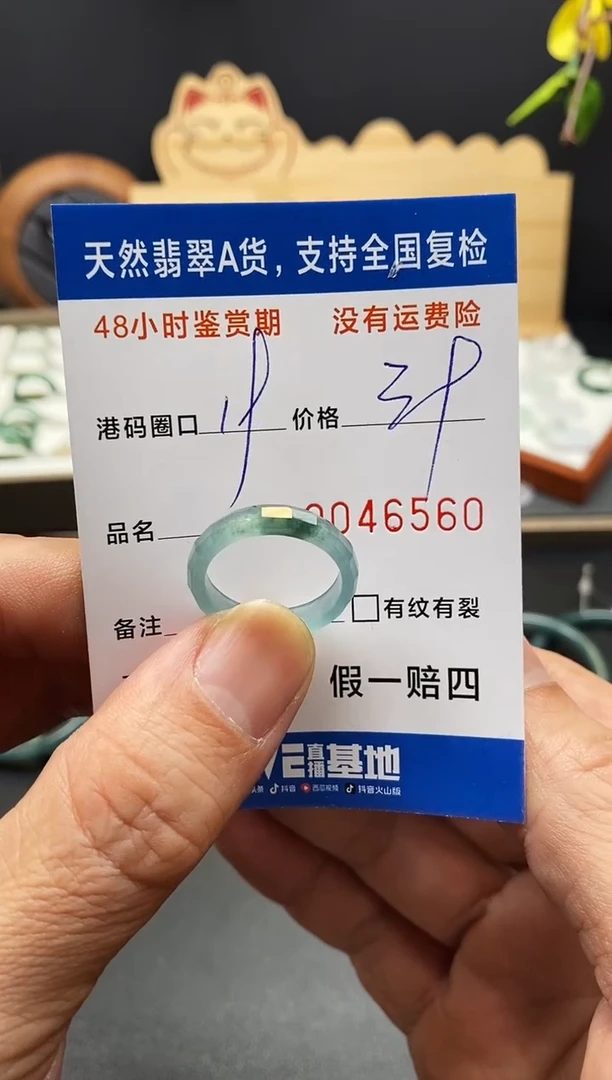 天然翡翠A货，支持全国复检
48小时鉴赏期 没有运费险
港码圈口 价格
品名 046560
备注 □有纹有裂
假一赔四
直播基地
抖音 西瓜视频 抖音火山版